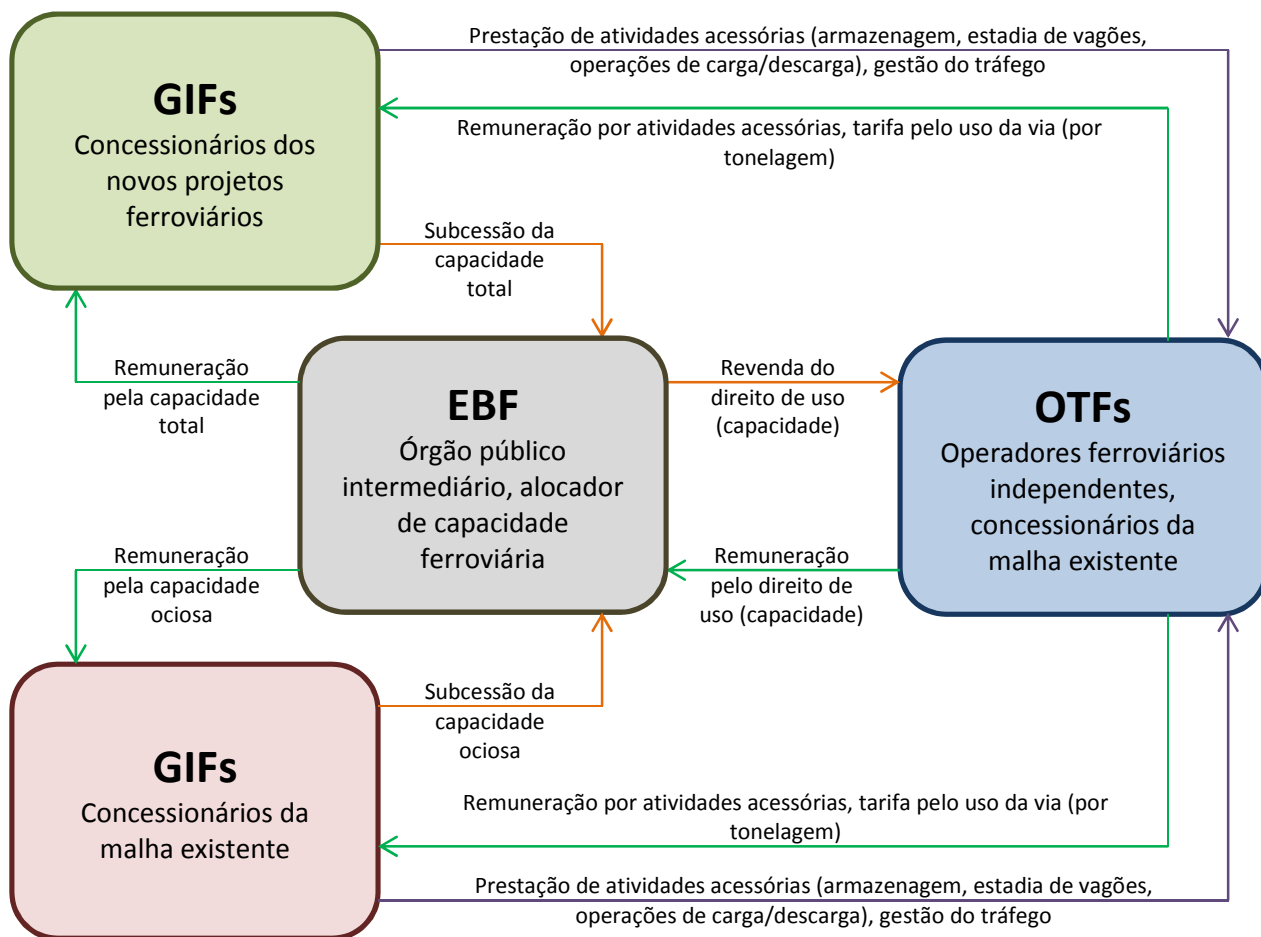 Prestação de atividades acessórias (armazenagem, estadia de vagões,
operações de carga/descarga), gestão do tráfego
GIFs
Concessionários dos
novos projetos
ferroviários
Remuneração por atividades acessórias, tarifa pelo uso da via (por
tonelagem)
Subcessão da
capacidade
total
Remuneração
pela capacidade
total
EBF
Órgão público
intermediário, alocador
de capacidade
ferroviária
Revenda do
direito de uso
(capacidade)
OTFs
Operadores ferroviários
independentes,
concessionários da
malha existente
Remuneração
pela capacidade
ociosa
Remuneração
pelo direito de
uso (capacidade)
Subcessão da
capacidade
ociosa
GIFs
Concessionários da
malha existente
Remuneração por atividades acessórias, tarifa pelo uso da via (por
tonelagem)
Prestação de atividades acessórias (armazenagem, estadia de vagões,
operações de carga/descarga), gestão do tráfego